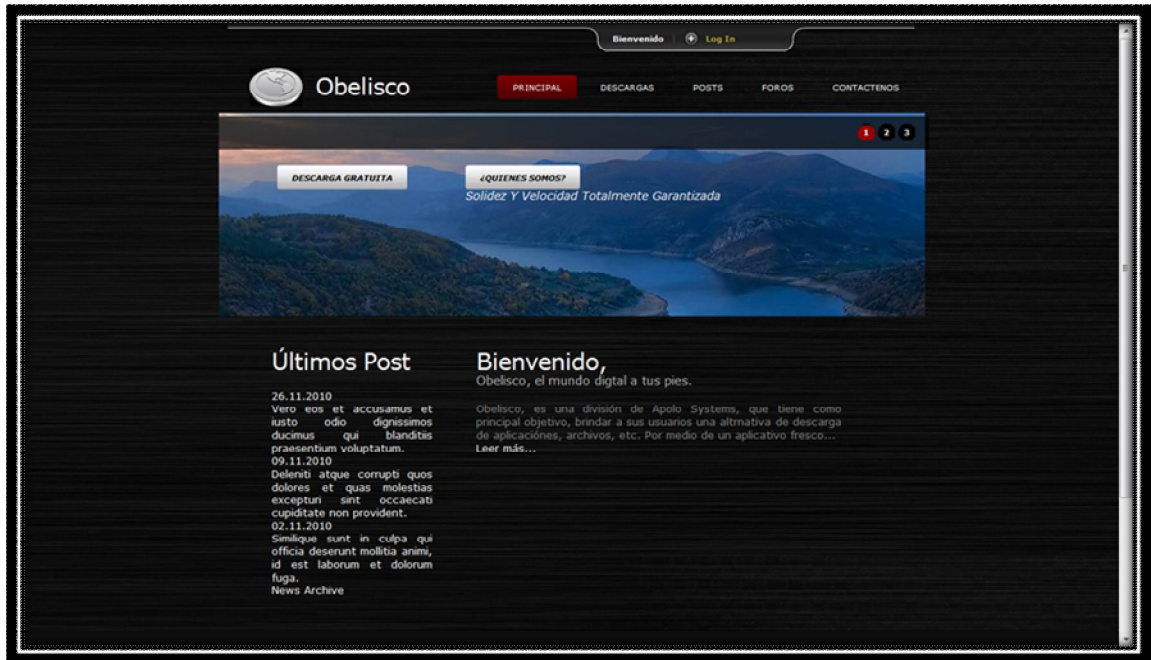 Bienvenido | Log In
Obelisco
PRINCIPAL DESCARGAS POSTS FOROS CONTACTENOS
1 2 3
DESCARGA GRATUITA ¿QUIENES SOMOS?
Solidez Y Velocidad Totalmente Garantizada
Últimos Post
26.11.2010
Vero eos et accusamus et
iusto odio dignissimos
ducimus qui blanditiis
praesentium voluptatum.
09.11.2010
Deleniti atque corrupti quos
dolores et quas molestias
excepturi sint occaecati
cupiditate non provident.
02.11.2010
Similique sunt in culpa qui
officia deserunt mollitia animi,
id est laborum et dolorum
fuga.
News Archive
Bienvenido,
Obelisco, el mundo digtal a tus pies.
Obelisco, es una división de Apolo Systems, que tiene como
principal objetivo, brindar a sus usuarios una altrnativa de descarga
de aplicaciónes, archivos, etc. Por medio de un aplicativo fresco...
Leer más...